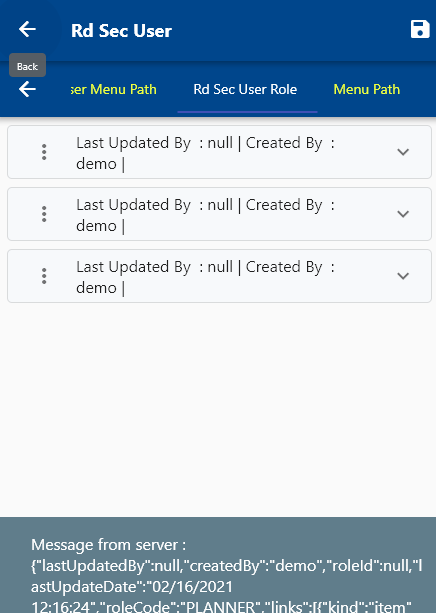 Rd Sec User
Back
ser Menu Path
Rd Sec User Role
Menu Path
Last Updated By : null | Created By :
demo |
Last Updated By : null | Created By :
demo |
Last Updated By : null | Created By :
demo |
Message from server :
{"lastUpdatedBy":null,"createdBy":"demo","roleId":null,"l
astUpdateDate":"02/16/2021
12:16:24","roleCode":"PLANNER","links":[{"kind":"item"